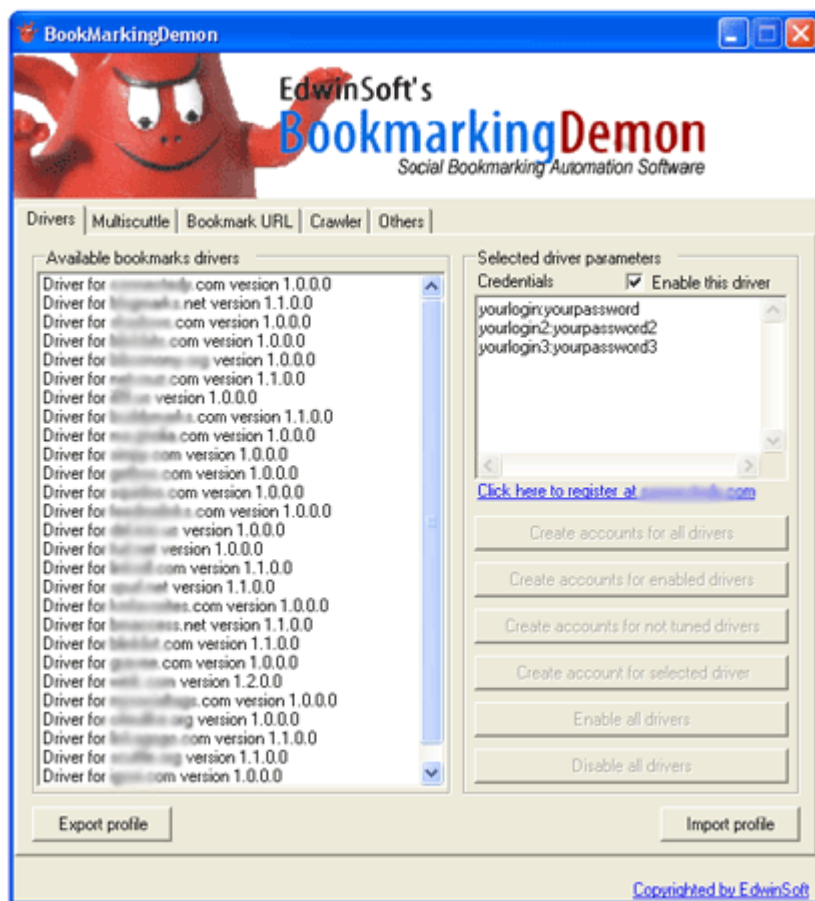 BookMarkingDemon
EdwinSoft's
BookmarkingDemon
Social Bookmarking Automation Software
Drivers Multiscuttle Bookmark URL Crawler Others
Available bookmarks drivers
Driver for .com version 1.0.0.0
Driver for .net version 1.1.0.0
Driver for .com version 1.0.0.0
Driver for .com version 1.0.0.0
Driver for .org version 1.0.0.0
Driver for .com version 1.1.0.0
Driver for version 1.0.0.0
Driver for .com version 1.1.0.0
Driver for .com version 1.0.0.0
Driver for .com version 1.0.0.0
Driver for .com version 1.0.0.0
Driver for .com version 1.0.0.0
Driver for .com version 1.0.0.0
Driver for version 1.0.0.0
Driver for version 1.0.0.0
Driver for .com version 1.1.0.0
Driver for .net version 1.1.0.0
Driver for .com version 1.0.0.0
Driver for .net version 1.1.0.0
Driver for .com version 1.1.0.0
Driver for .com version 1.0.0.0
Driver for version 1.2.0.0
Driver for .com version 1.0.0.0
Driver for .org version 1.0.0.0
Driver for .com version 1.1.0.0
Driver for version 1.1.0.0
Driver for .com version 1.0.0.0
Selected driver parameters
Credentials Enable this driver
yourlogin:yourpassword
yourlogin2:yourpassword2
yourlogin3:yourpassword3
Click here to register at .com
Create accounts for all drivers
Create accounts for enabled drivers
Create accounts for not tuned drivers
Create account for selected driver
Enable all drivers
Disable all drivers
Export profile
Import profile
Copyrighted by EdwinSoft